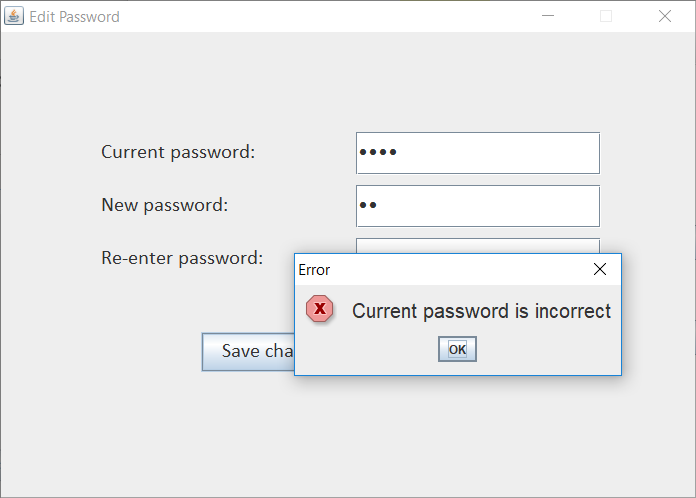 Edit Password
Current password:
••••
New password:
••
Re-enter password:
Error
Current password is incorrect
OK
Save cha